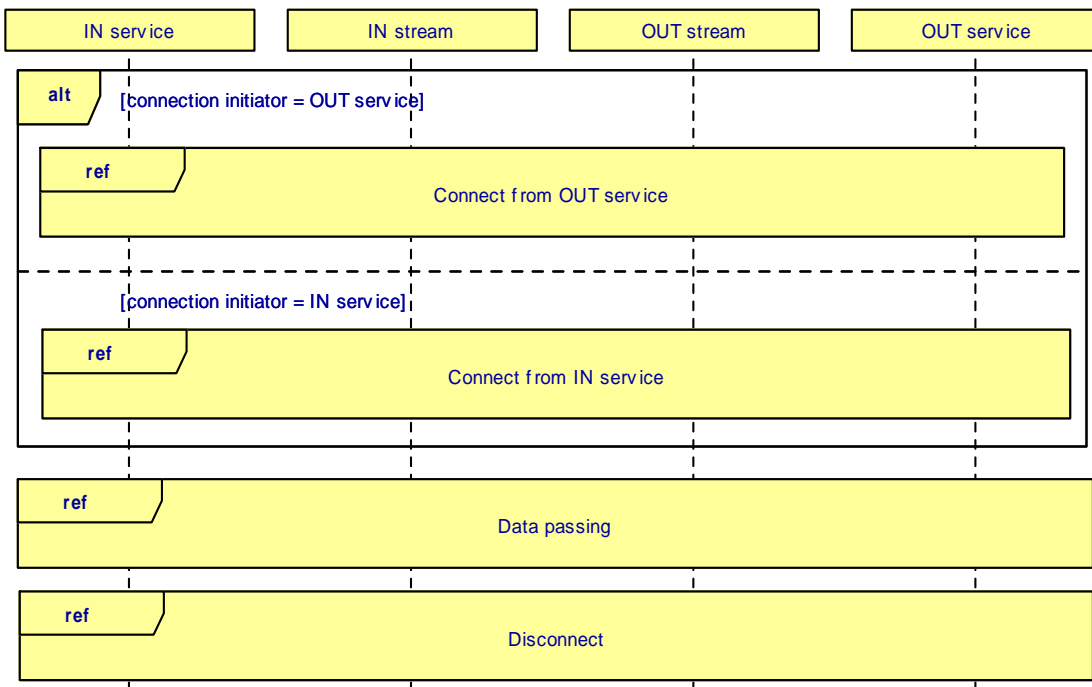 IN service
IN stream
OUT stream
OUT service
alt
[connection initiator = OUT service]
ref
Connect from OUT service
[connection initiator = IN service]
ref
Connect from IN service
ref
Data passing
ref
Disconnect